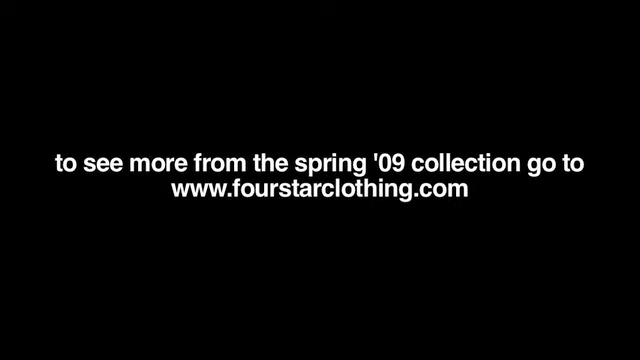 to see more from the spring '09 collection go to
www.fourstarclothing.com